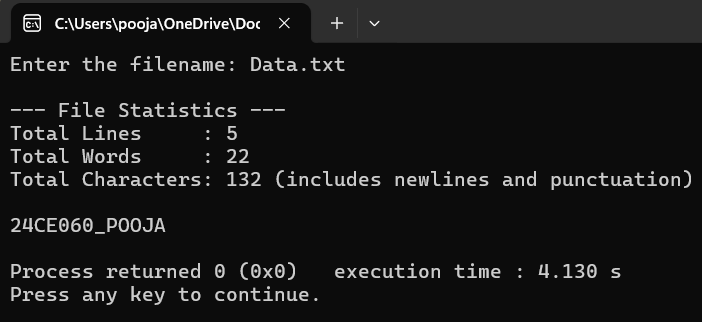 C:\Users\pooja\OneDrive\Doc
Enter the filename: Data.txt
--- File Statistics ---
Total Lines     : 5
Total Words     : 22
Total Characters: 132 (includes newlines and punctuation)
24CE060_POOJA
Process returned 0 (0x0)   execution time : 4.130 s
Press any key to continue.